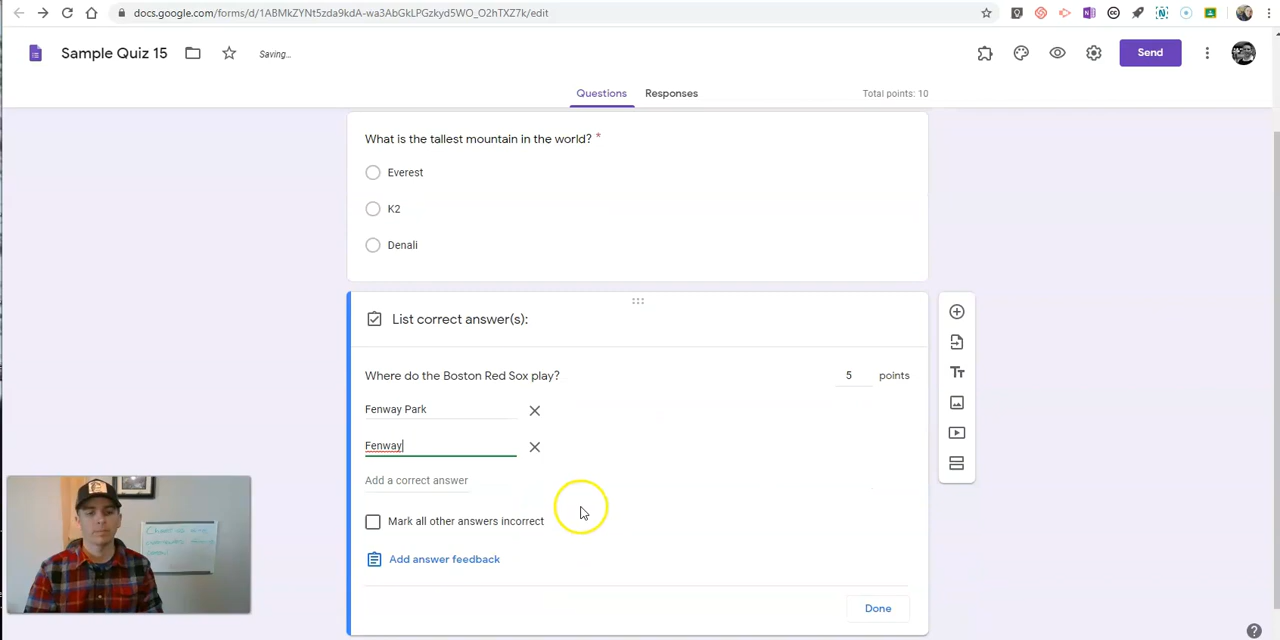 docs.google.com/forms/d/1ABMkZYNt5zda9kdA-wa3AbGkLPGzkyd5WO_O2hTXZ7k/edit
Sample Quiz 15
Saving...
Send
Questions
Responses
Total points: 10
What is the tallest mountain in the world? *
Everest
K2
Denali
List correct answer(s):
Where do the Boston Red Sox play?
5 points
Fenway Park
Fenway
Add a correct answer
Mark all other answers incorrect
Add answer feedback
Done